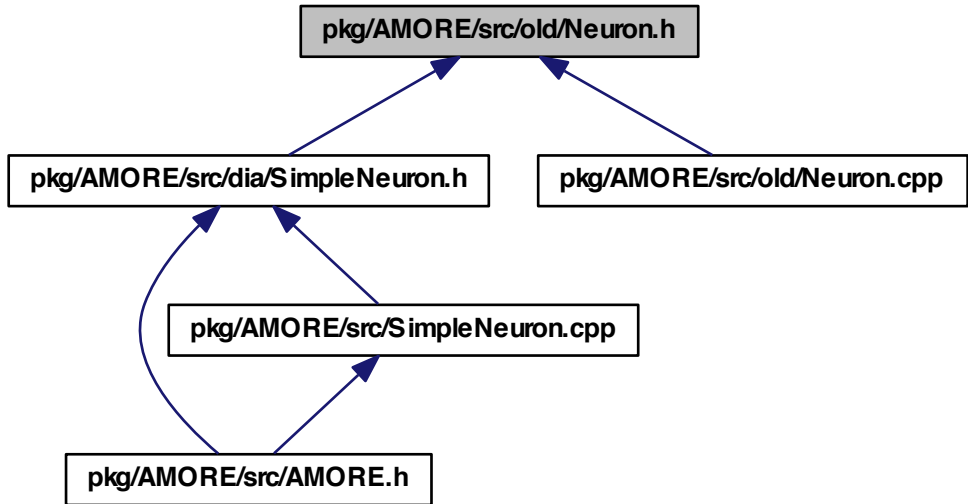 pkg/AMORE/src/old/Neuron.h
pkg/AMORE/src/dia/SimpleNeuron.h
pkg/AMORE/src/old/Neuron.cpp
pkg/AMORE/src/SimpleNeuron.cpp
pkg/AMORE/src/AMORE.h